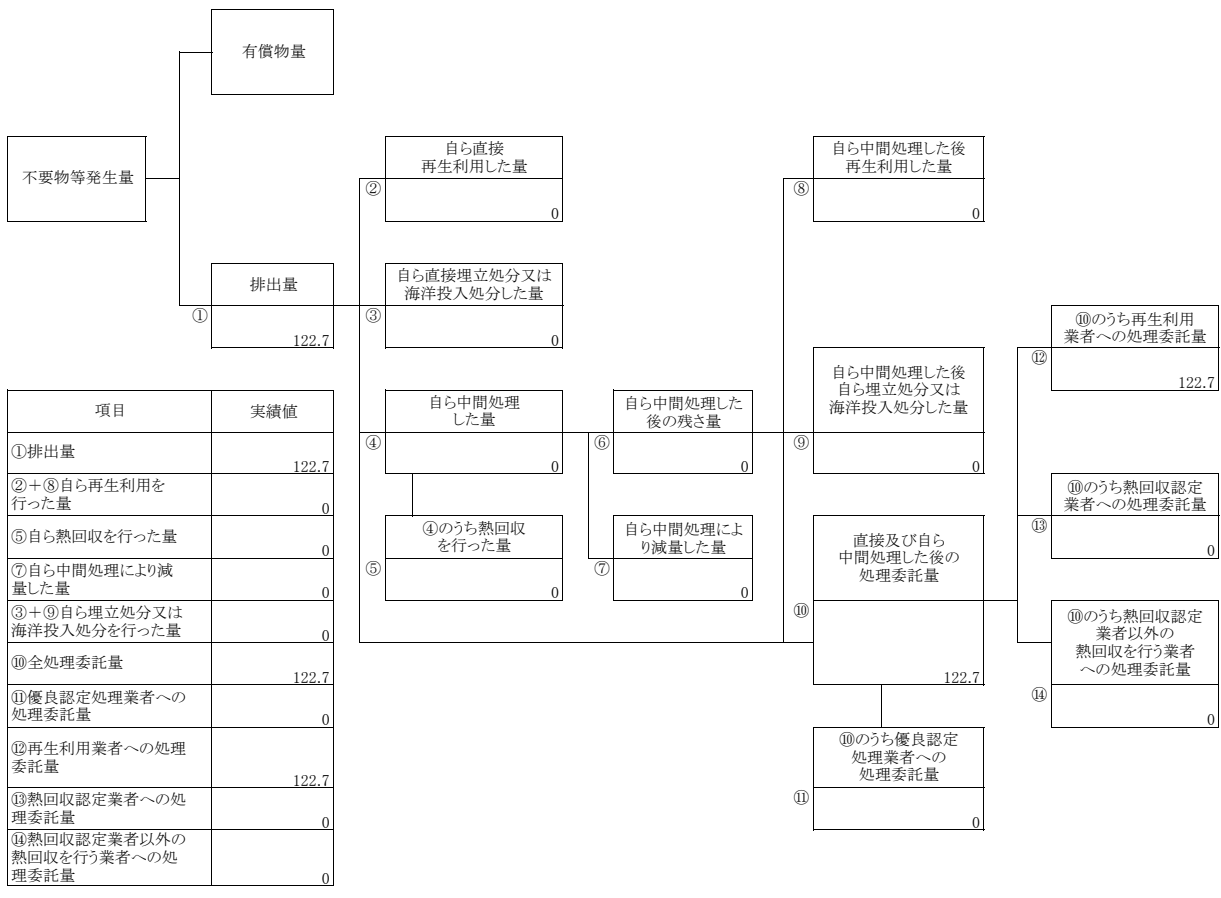 有償物量
不要物等発生量
自ら直接
再生利用した量
②
0
自ら中間処理した後
再生利用した量
⑧
0
排出量
①
122.7
自ら直接埋立処分又は
海洋投入処分した量
③
0
⑩のうち再生利用
業者への処理委託量
⑫
122.7
自ら中間処理
した量
④
0
自ら中間処理した
後の残さ量
⑥
0
自ら中間処理した後
自ら埋立処分又は
海洋投入処分した量
⑨
0
⑩のうち熱回収認定
業者への処理委託量
⑬
0
④のうち熱回収
を行った量
⑤
0
自ら中間処理によ
り減量した量
⑦
0
直接及び自ら
中間処理した後の
処理委託量
⑩
122.7
⑩のうち熱回収認定
業者以外の
熱回収を行う業者
への処理委託量
⑭
0
⑩のうち優良認定
処理業者への
処理委託量
⑪
0
項目 実績値
①排出量
122.7
②＋⑧自ら再生利用を
行った量
0
⑤自ら熱回収を行った量
0
⑦自ら中間処理により減
量した量
0
③＋⑨自ら埋立処分又は
海洋投入処分を行った量
0
⑩全処理委託量
122.7
⑪優良認定処理業者への
処理委託量
0
⑫再生利用業者への処理
委託量
122.7
⑬熱回収認定業者への処
理委託量
0
⑭熱回収認定業者以外の
熱回収を行う業者への処
理委託量
0